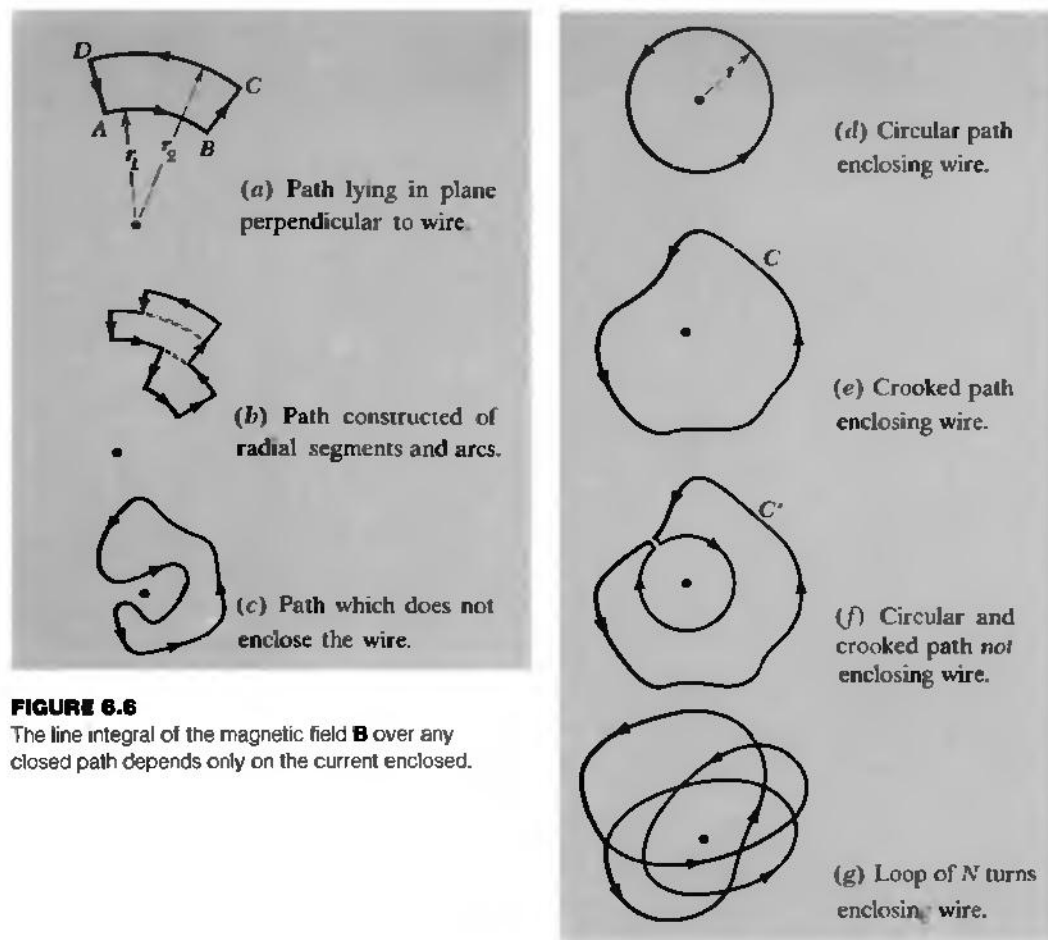 D
C
A
B
r₁
r₂
(a) Path lying in plane
perpendicular to wire.
(b) Path constructed of
radial segments and arcs.
(c) Path which does not
enclose the wire.
FIGURE 6.6
The line integral of the magnetic field B over any
closed path depends only on the current enclosed.
r
(d) Circular path
enclosing wire.
C
(e) Crooked path
enclosing wire.
C'
(f) Circular and
crooked path not
enclosing wire.
(g) Loop of N turns
enclosing wire.